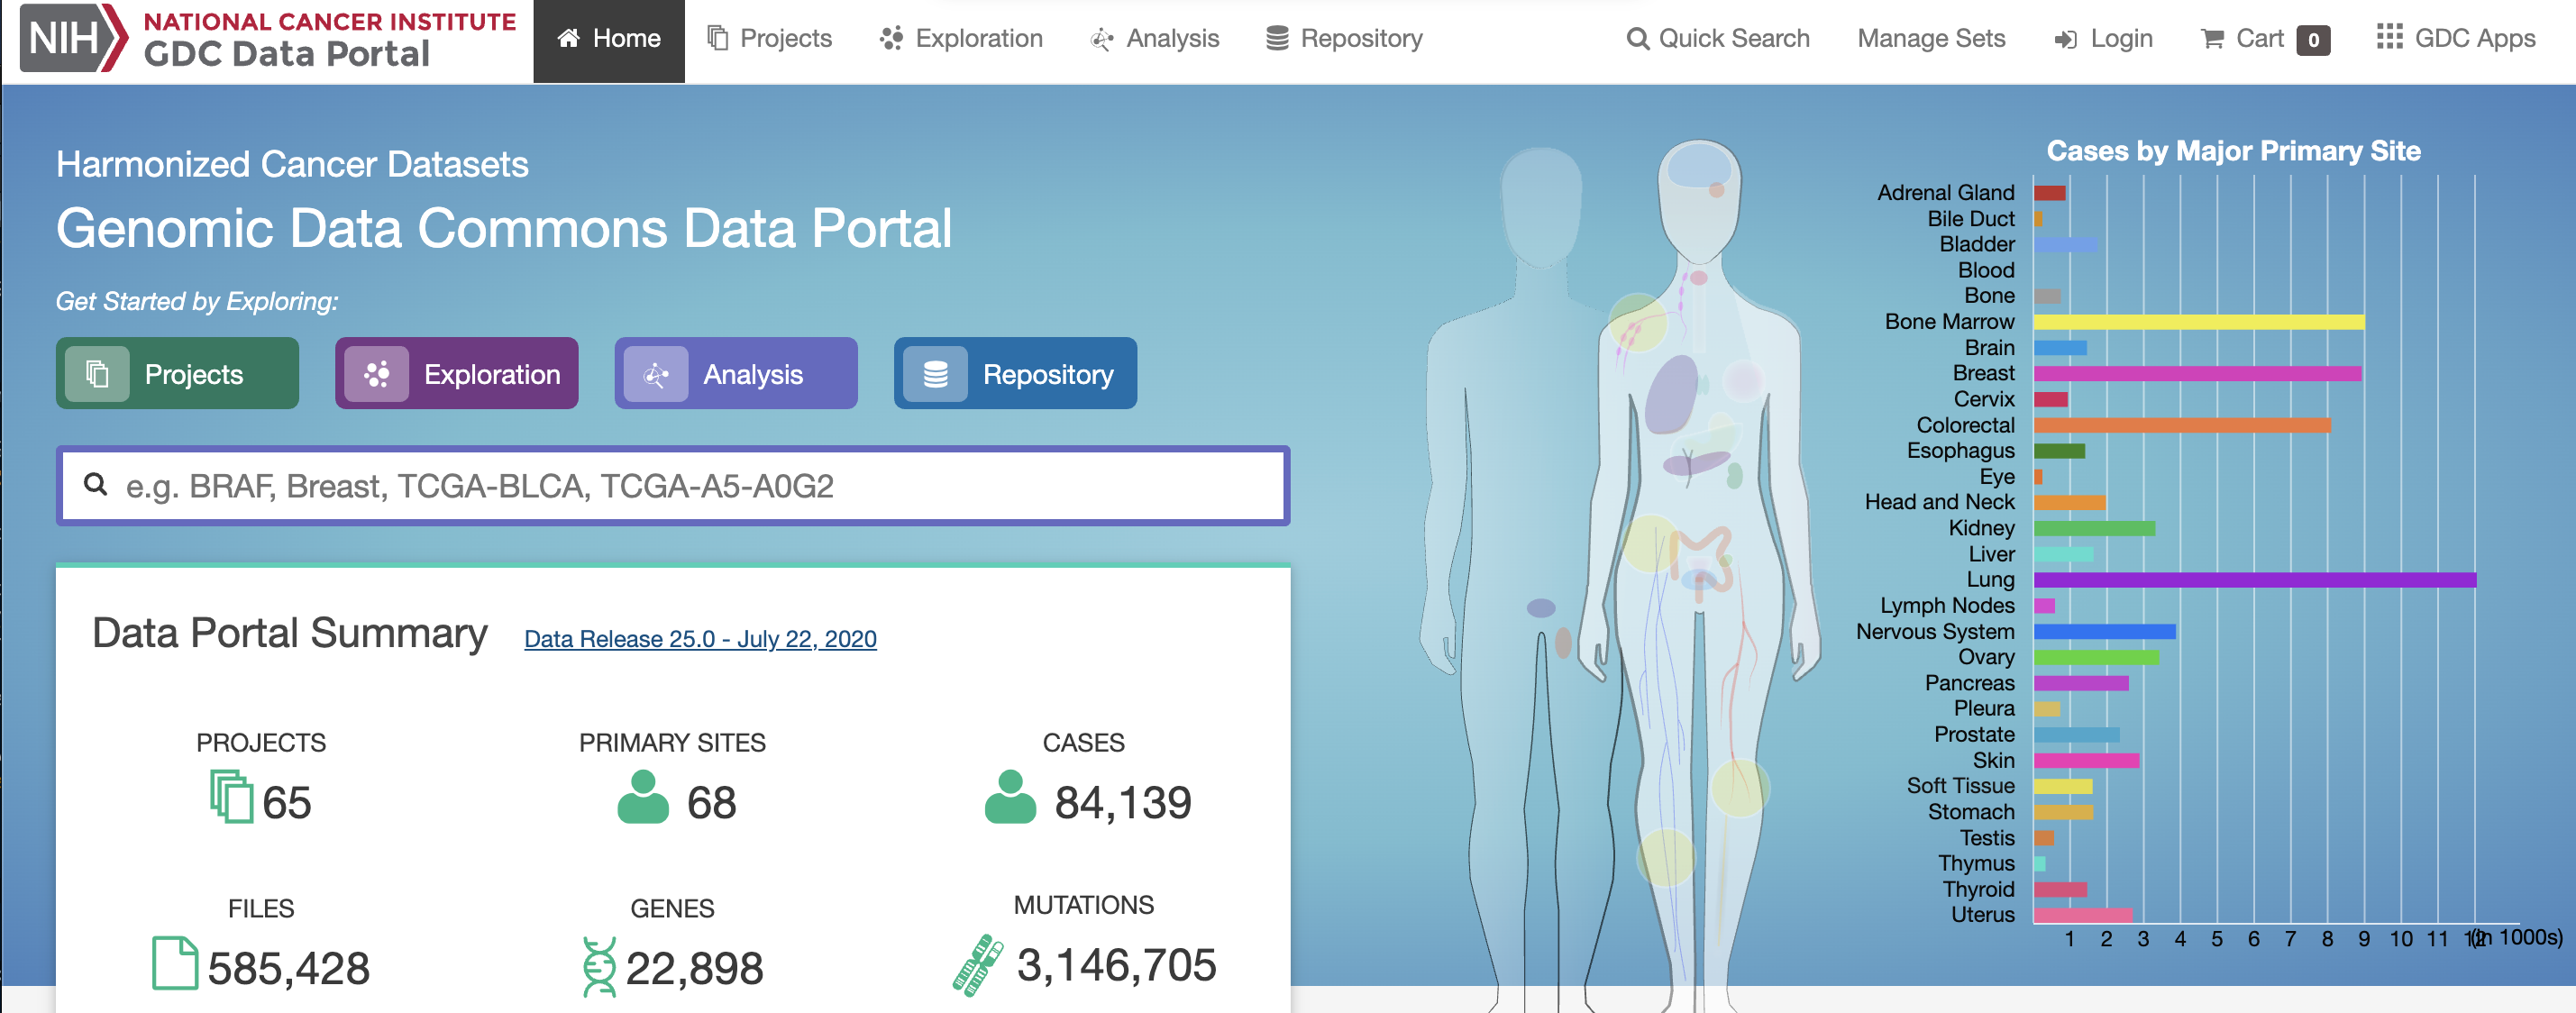 NIH NATIONAL CANCER INSTITUTE
GDC Data Portal
Home Projects Exploration Analysis Repository Quick Search Manage Sets Login Cart 0 GDC Apps
Harmonized Cancer Datasets
Genomic Data Commons Data Portal
Get Started by Exploring:
Projects Exploration Analysis Repository
e.g. BRAF, Breast, TCGA-BLCA, TCGA-A5-A0G2
Data Portal Summary Data Release 25.0 - July 22, 2020
PROJECTS PRIMARY SITES CASES
65 68 84,139
FILES GENES MUTATIONS
585,428 22,898 3,146,705
Cases by Major Primary Site
Adrenal Gland
Bile Duct
Bladder
Blood
Bone
Bone Marrow
Brain
Breast
Cervix
Colorectal
Esophagus
Eye
Head and Neck
Kidney
Liver
Lung
Lymph Nodes
Nervous System
Ovary
Pancreas
Pleura
Prostate
Skin
Soft Tissue
Stomach
Testis
Thymus
Thyroid
Uterus
1 2 3 4 5 6 7 8 9 10 11 12 (in 1000s)